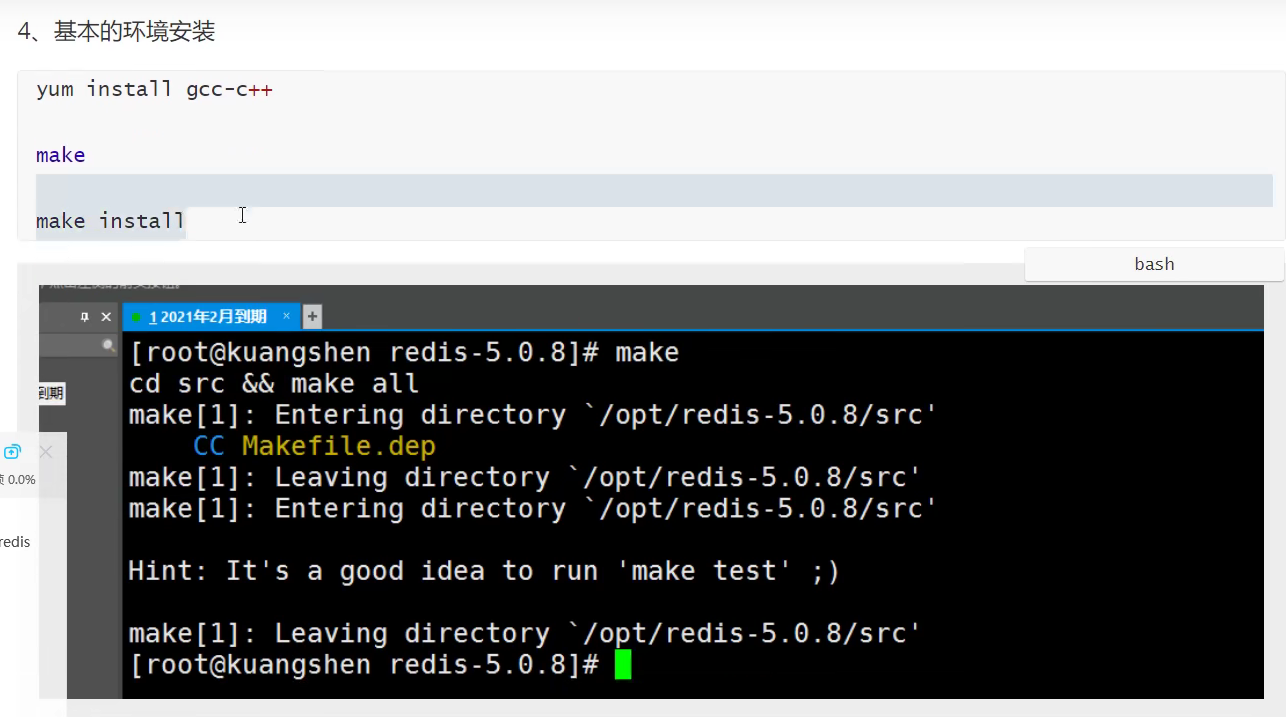 4、基本的环境安装
yum install gcc-c++
make
make install
bash
1 2021年2月到期
[root@kuangshen redis-5.0.8]# make
cd src && make all
到期
make[1]: Entering directory `/opt/redis-5.0.8/src'
CC Makefile.dep
make[1]: Leaving directory `/opt/redis-5.0.8/src'
0.0%
make[1]: Entering directory `/opt/redis-5.0.8/src'
redis
Hint: It's a good idea to run 'make test' ;)
make[1]: Leaving directory `/opt/redis-5.0.8/src'
[root@kuangshen redis-5.0.8]#